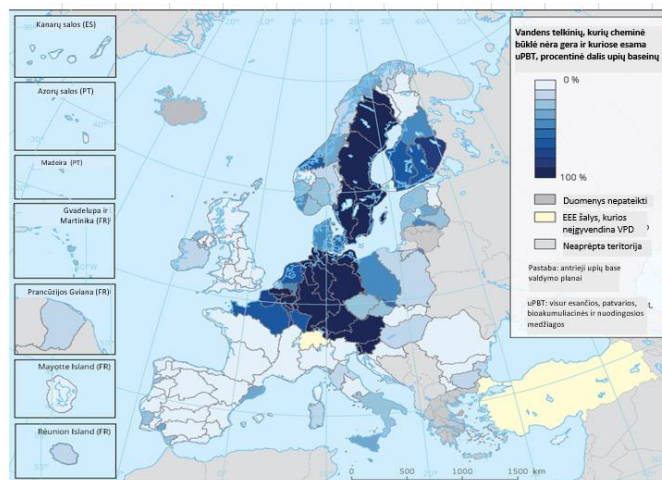 Kanarų salos (ES)
Azorų salos (PT)
Madeira (PT)
Gvadelupa ir
Martinika (FR)
Prancūzijos Gviana (FR)
Mayotte Island (FR)
Réunion Island (FR)
Vandens telkinių, kurių cheminė
būklė nėra gera ir kuriose esama
uPBT, procentinė dalis upių baseinų
0 %
100 %
Duomenys nepateikti
EEE šalys, kurios
neįgyvendina VPD
Neaprėpta teritorija
Pastaba: antrieji upių base
valdymo planai
uPBT: visur esančios, patvarios,
bioakumuliacinės ir nuodingosios
medžiagos
0 500 1000 1500 km